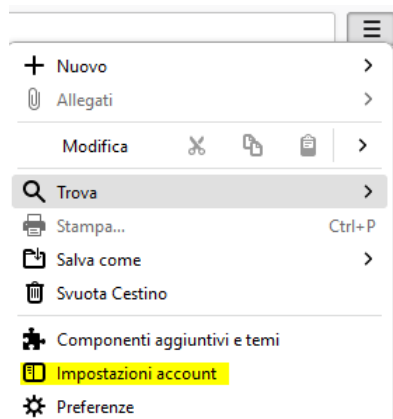 Nuovo
Allegati
Modifica
Trova
Stampa... Ctrl+P
Salva come
Svuota Cestino
Componenti aggiuntivi e temi
Impostazioni account
Preferenze